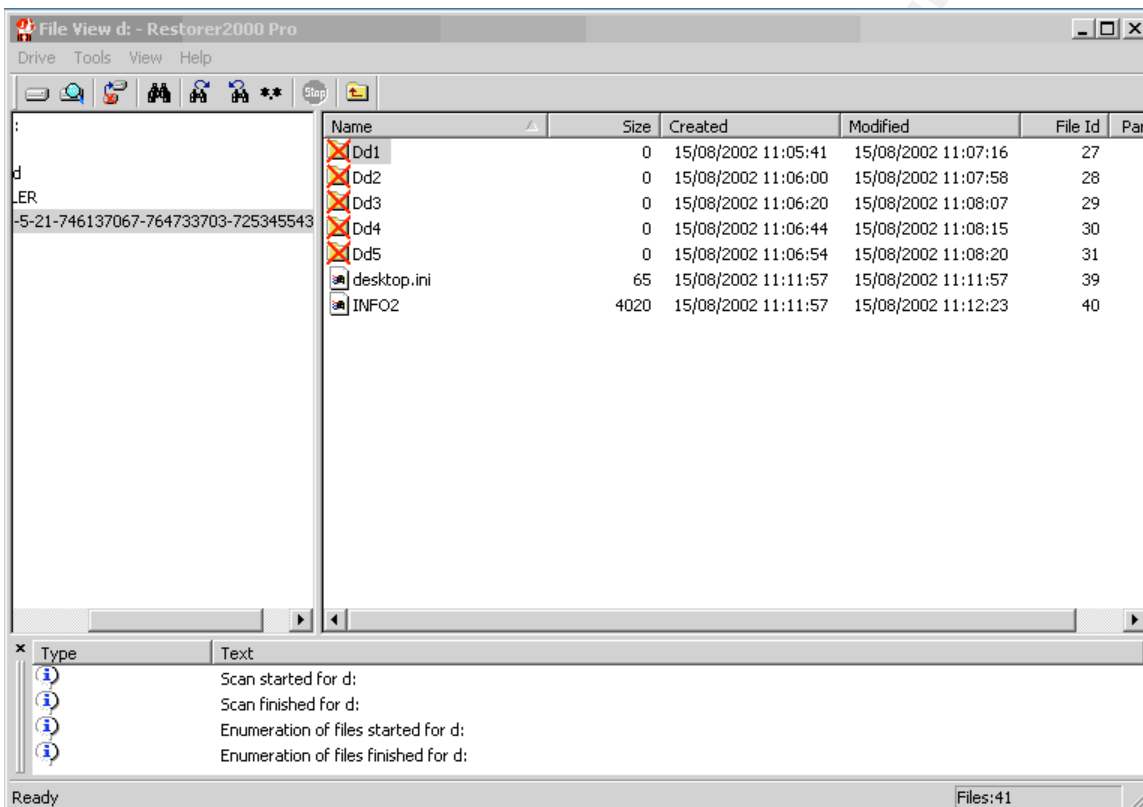 File View d: - Restorer2000 Pro
Drive Tools View Help
Stop
:
d
LER
-5-21-746137067-764733703-725345543
Name Size Created Modified File Id Par
Dd1 0 15/08/2002 11:05:41 15/08/2002 11:07:16 27
Dd2 0 15/08/2002 11:06:00 15/08/2002 11:07:58 28
Dd3 0 15/08/2002 11:06:20 15/08/2002 11:08:07 29
Dd4 0 15/08/2002 11:06:44 15/08/2002 11:08:15 30
Dd5 0 15/08/2002 11:06:54 15/08/2002 11:08:20 31
desktop.ini 65 15/08/2002 11:11:57 15/08/2002 11:11:57 39
INFO2 4020 15/08/2002 11:11:57 15/08/2002 11:12:23 40
Type Text
Scan started for d:
Scan finished for d:
Enumeration of files started for d:
Enumeration of files finished for d:
Ready Files:41